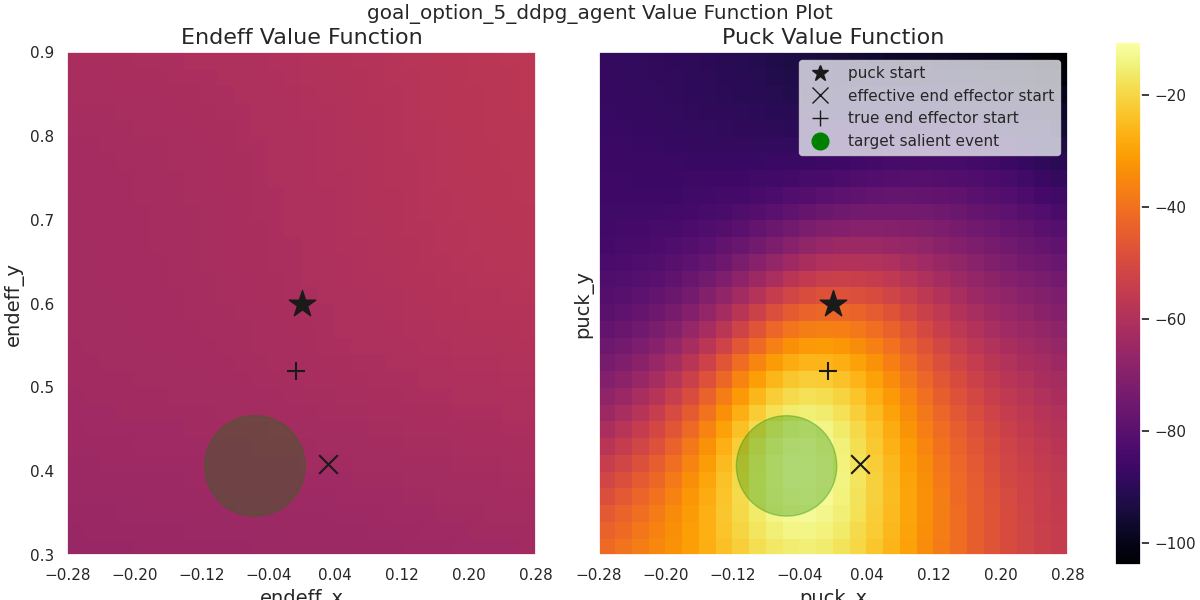 goal_option_5_ddpg_agent Value Function Plot
Endeff Value Function
Puck Value Function
endeff_y
0.9
0.8
0.7
0.6
0.5
0.4
0.3
−0.28 −0.20 −0.12 −0.04 0.04 0.12 0.20 0.28
endeff_x
puck_y
puck start
effective end effector start
true end effector start
target salient event
−0.28 −0.20 −0.12 −0.04 0.04 0.12 0.20 0.28
puck_x
−20
−40
−60
−80
−100